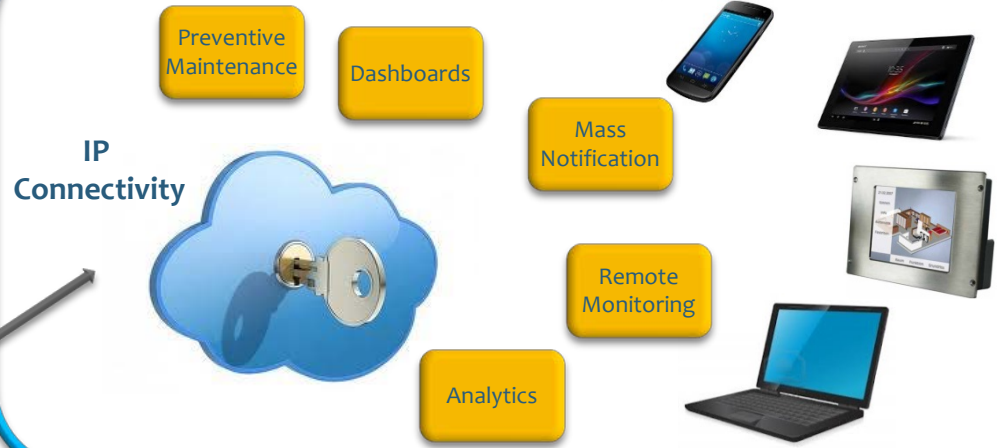 Preventive
Maintenance
Dashboards
Mass
Notification
IP
Connectivity
Remote
Monitoring
Analytics